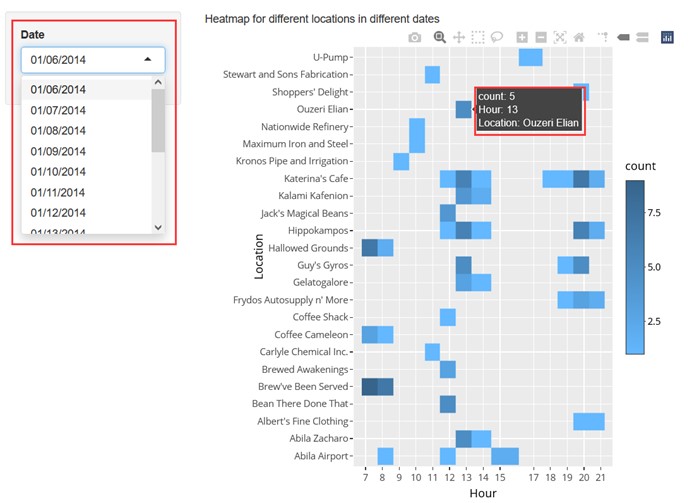 Date
01/06/2014
01/06/2014
01/07/2014
01/08/2014
01/09/2014
01/10/2014
01/11/2014
01/12/2014
01/13/2014
Heatmap for different locations in different dates
U-Pump
Stewart and Sons Fabrication
Shoppers' Delight
Ouzeri Elian
Nationwide Refinery
Maximum Iron and Steel
Kronos Pipe and Irrigation
Katerina's Cafe
Kalami Kafenion
Jack's Magical Beans
Hippokampos
Hallowed Grounds
Guy's Gyros
Gelatogalore
Frydos Autosupply n' More
Coffee Shack
Coffee Cameleon
Carlyle Chemical Inc.
Brewed Awakenings
Brew've Been Served
Bean There Done That
Albert's Fine Clothing
Abila Zacharo
Abila Airport
Location
count: 5
Hour: 13
Location: Ouzeri Elian
7 8 9 10 11 12 13 14 15 17 18 19 20 21
Hour
count
7.5
5.0
2.5